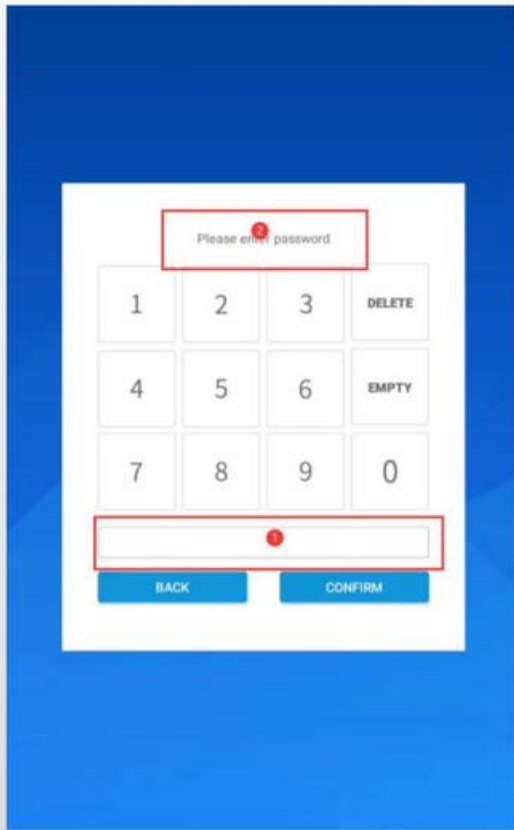 2
Please enter password
1 2 3 DELETE
4 5 6 EMPTY
7 8 9 0
1
BACK CONFIRM